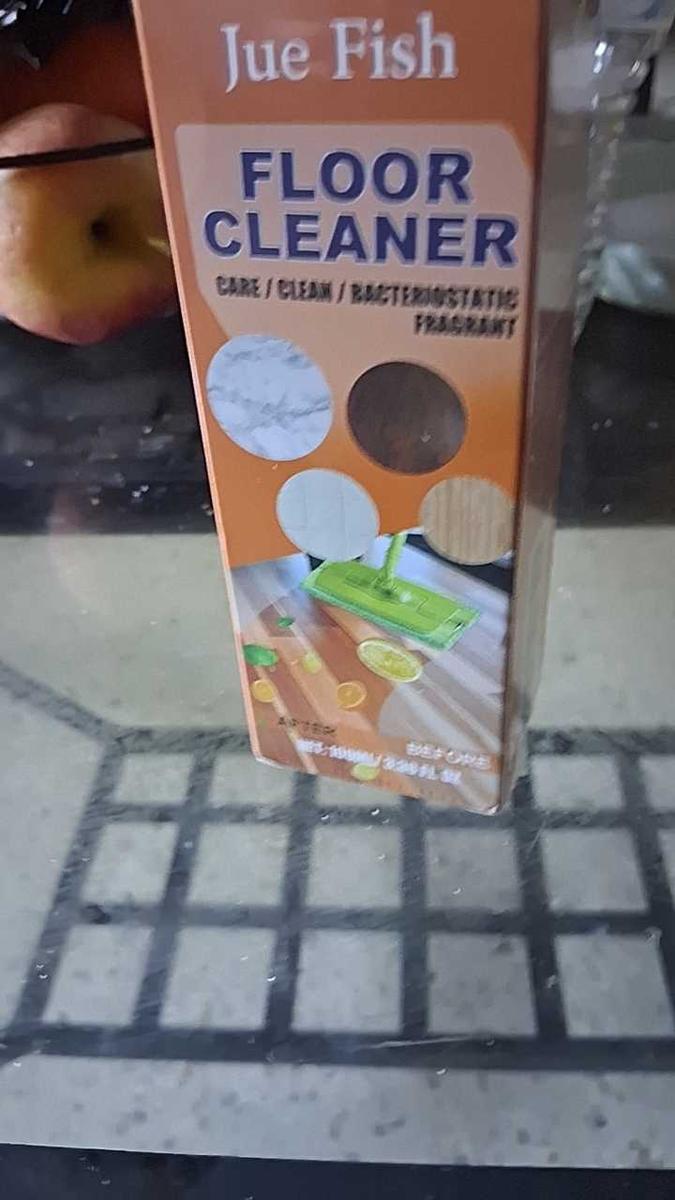 Jue Fish
FLOOR
CLEANER
CARE / CLEAN / BACTERIOSTATIC
FRAGRANT
AFTER
BEFORE